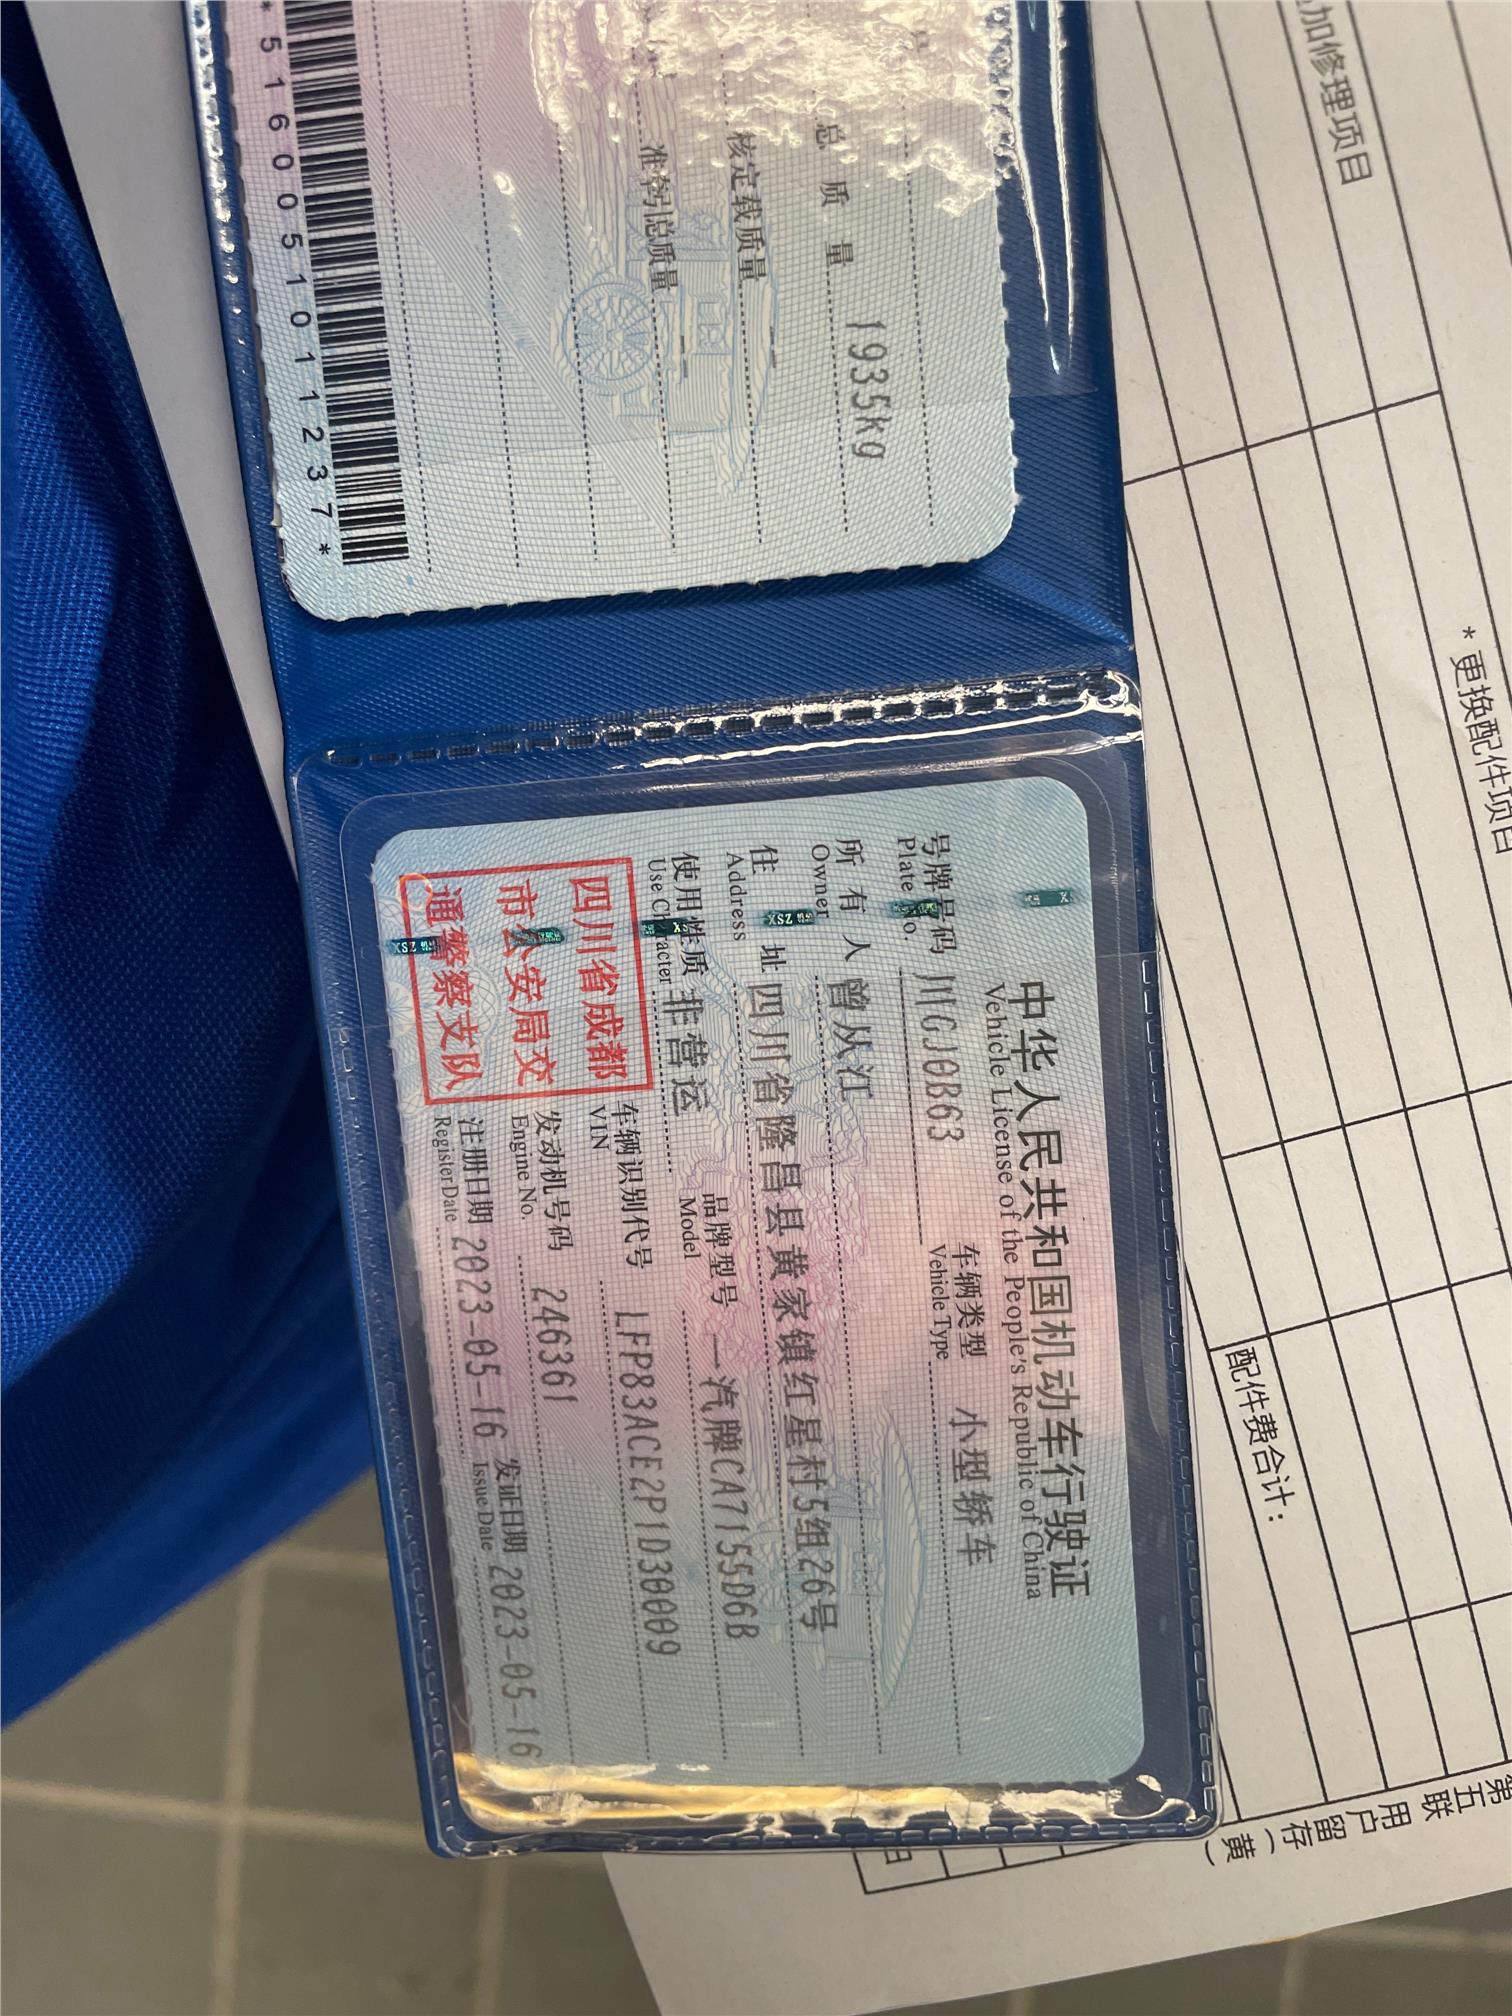 中华人民共和国机动车行驶证
Vehicle License of the People's Republic of China
号牌号码 川GJ0B63 车辆类型 小型轿车
Plate No. Vehicle Type
所有人 曾从江
Owner
住址 四川省隆昌县黄家镇红星村5组26号
Address
使用性质 非营运 品牌型号 一汽牌CA7155D6B
Use Character Model
四川省成都
市公安局交
通警察支队
车辆识别代号 LFP83ACE2P1D30009
VIN
发动机号码 246361
Engine No.
注册日期 2023-05-16 发证日期 2023-05-16
Register Date Issue Date
总质量 1935kg
核定载质量 —
准牵引总质量 —
*5160051011237*
加修理项目
*更换配件项目
配件费合计：
第五联 用户留存（黄）